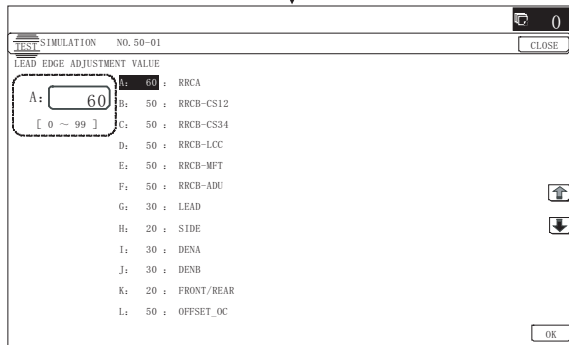 0
TEST SIMULATION NO. 50-01
CLOSE
LEAD EDGE ADJUSTMENT VALUE
A: 60
[ 0 ~ 99 ]
A: 60 : RRCA
B: 50 : RRCB-CS12
C: 50 : RRCB-CS34
D: 50 : RRCB-LCC
E: 50 : RRCB-MFT
F: 50 : RRCB-ADU
G: 30 : LEAD
H: 20 : SIDE
I: 30 : DENA
J: 30 : DENB
K: 20 : FRONT/REAR
L: 50 : OFFSET_OC
OK